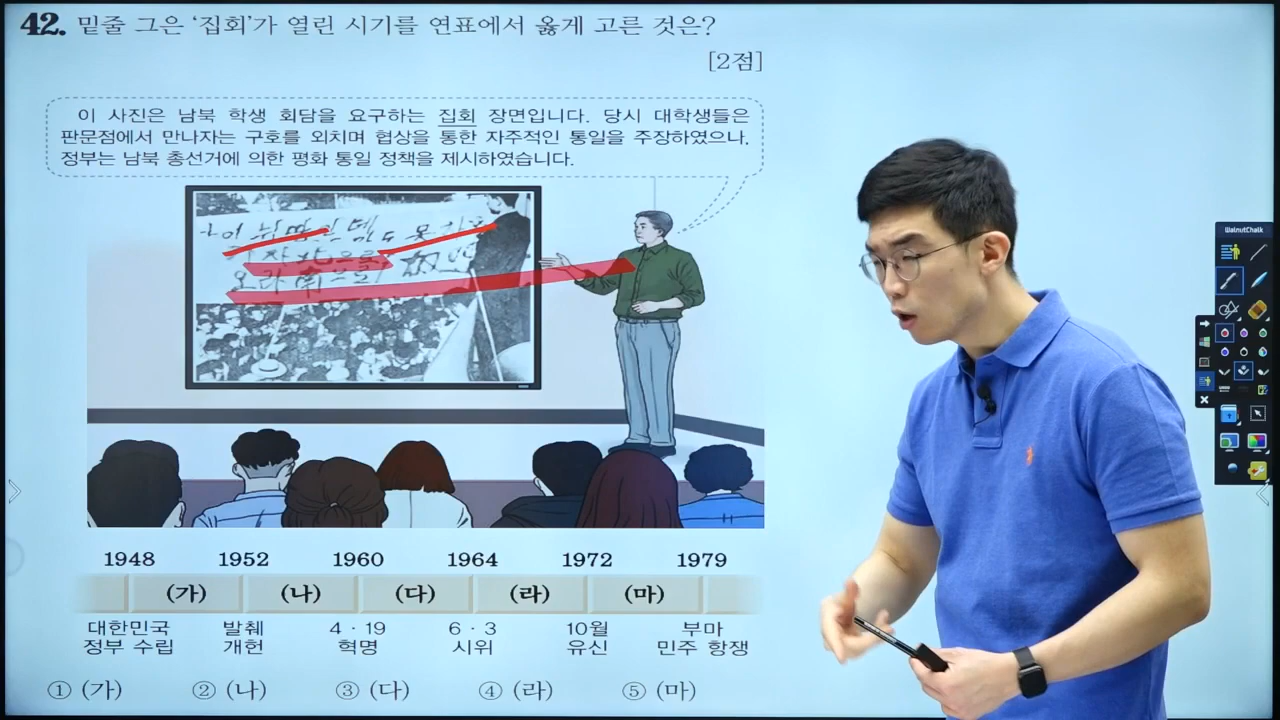 42. 밑줄 그은 ‘집회’가 열린 시기를 연표에서 옳게 고른 것은?
[2점]
이 사진은 남북 학생 회담을 요구하는 집회 장면입니다. 당시 대학생들은
판문점에서 만나자는 구호를 외치며 협상을 통한 자주적인 통일을 주장하였으나,
정부는 남북 총선거에 의한 평화 통일 정책을 제시하였습니다.
오라 南으로!
1948 1952 1960 1964 1972 1979
(가) (나) (다) (라) (마)
대한민국 발췌 4 · 19 6 · 3 10월 부마
정부 수립 개헌 혁명 시위 유신 민주 항쟁
① (가) ② (나) ③ (다) ④ (라) ⑤ (마)
WalnutChalk